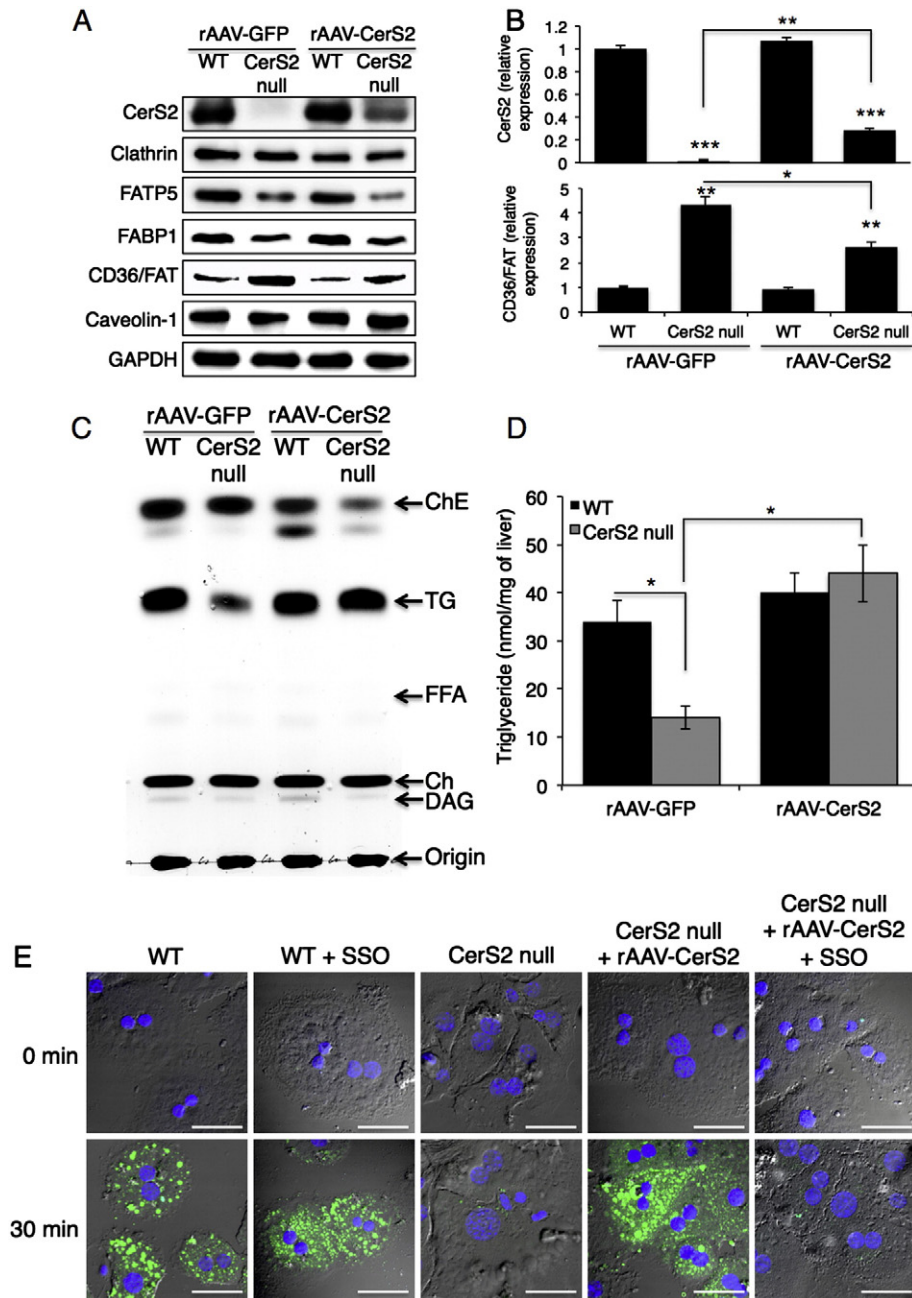 A
rAAV-GFP rAAV-CerS2
WT CerS2 null WT CerS2 null
CerS2
Clathrin
FATP5
FABP1
CD36/FAT
Caveolin-1
GAPDH
B
CerS2 (relative expression)
1.2
1
0.8
0.6
0.4
0.2
0
**
***
***
CD36/FAT (relative expression)
5
4
3
2
1
0
**
*
**
WT CerS2 null WT CerS2 null
rAAV-GFP rAAV-CerS2
C
rAAV-GFP rAAV-CerS2
WT CerS2 null WT CerS2 null
ChE
TG
FFA
Ch
DAG
Origin
D
Triglyceride (nmol/mg of liver)
60
50
40
30
20
10
0
WT
CerS2 null
*
*
rAAV-GFP rAAV-CerS2
E
WT
WT + SSO
CerS2 null
CerS2 null
+ rAAV-CerS2
CerS2 null
+ rAAV-CerS2
+ SSO
0 min
30 min